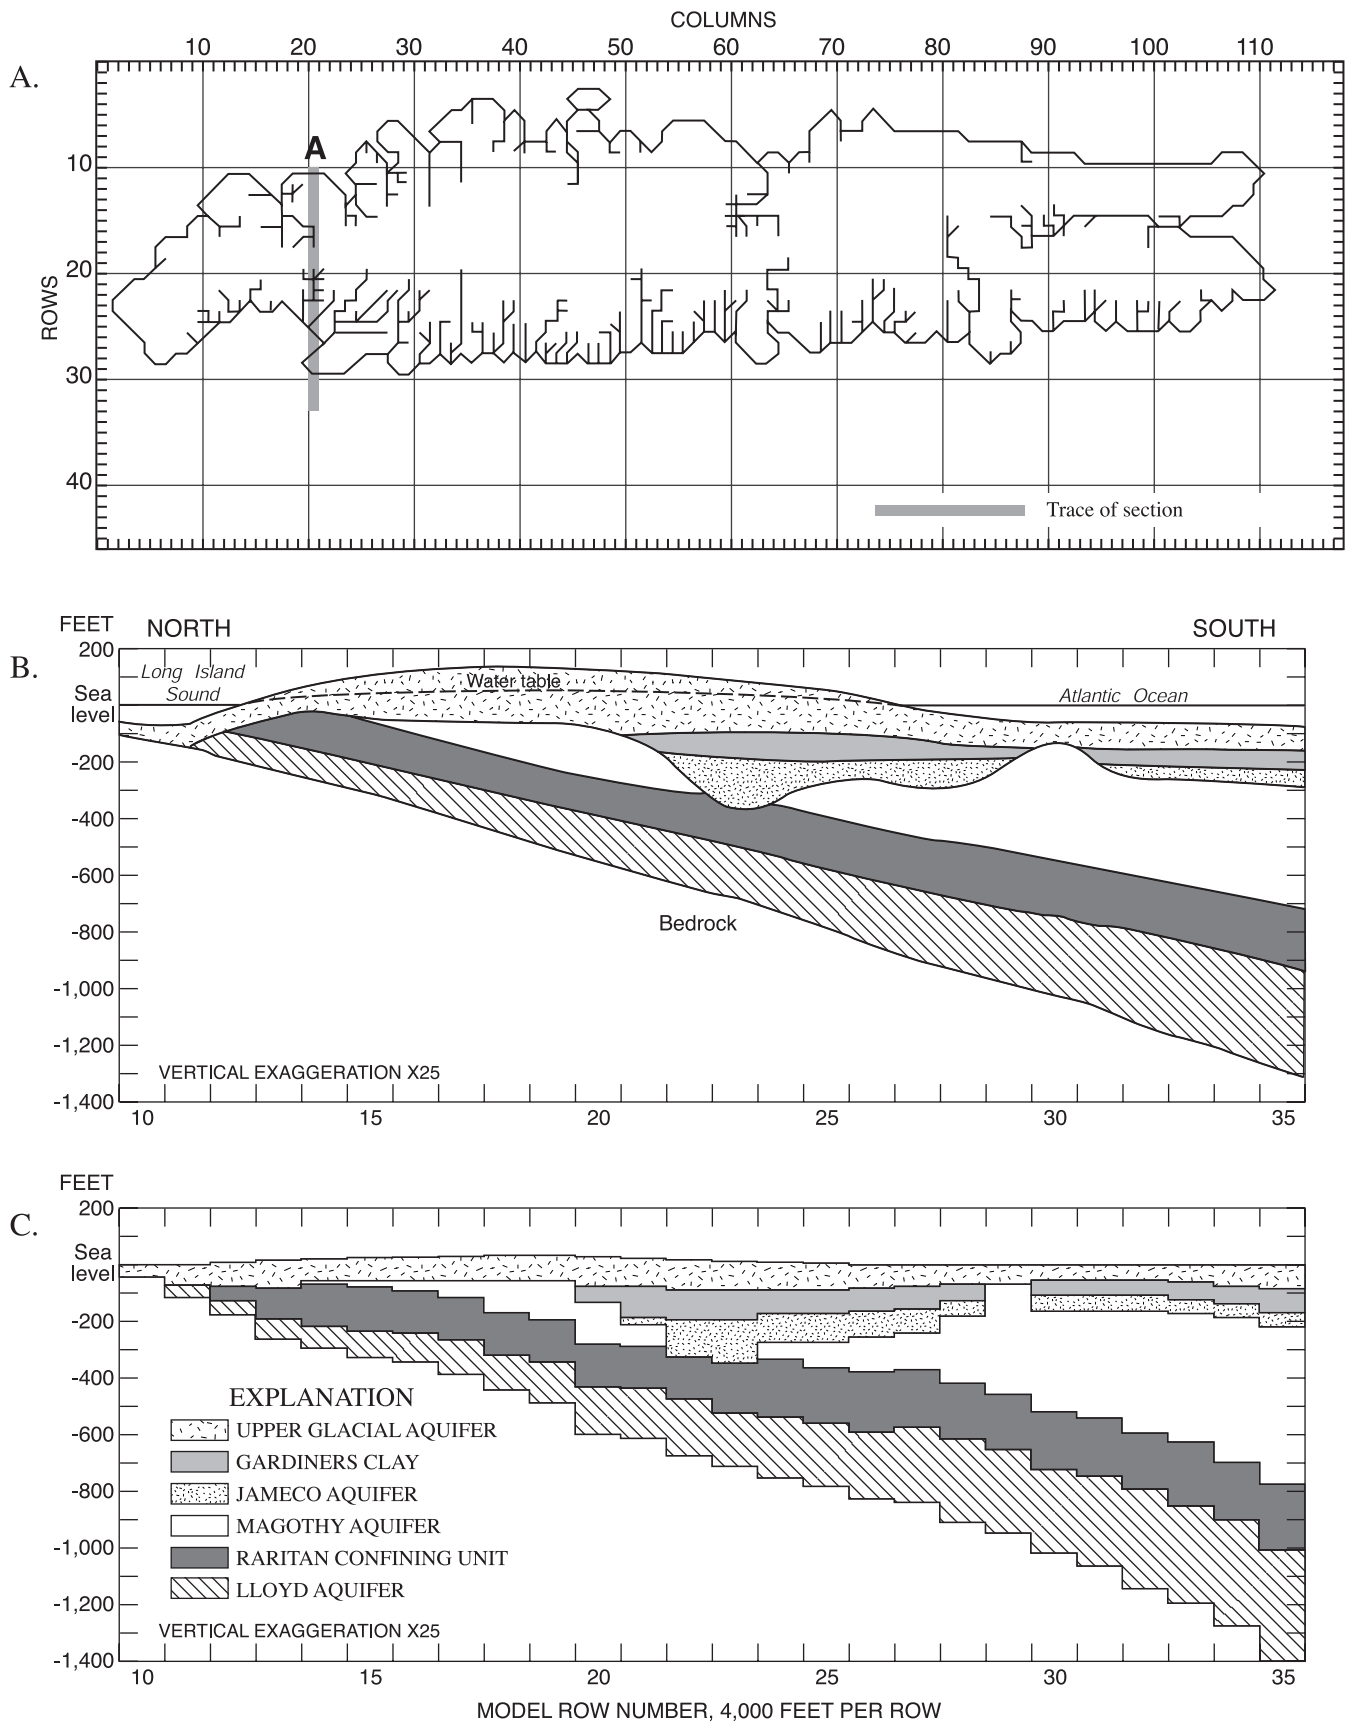 COLUMNS
10 20 30 40 50 60 70 80 90 100 110
A.
A
10
20
30
40
ROWS
Trace of section
FEET
NORTH
SOUTH
B.
200
Long Island
Sound
Sea
level
Water table
Atlantic Ocean
-200
-400
-600
-800
-1,000
-1,200
-1,400
Bedrock
VERTICAL EXAGGERATION X25
10 15 20 25 30 35
FEET
C.
200
Sea
level
-200
-400
-600
-800
-1,000
-1,200
-1,400
EXPLANATION
UPPER GLACIAL AQUIFER
GARDINERS CLAY
JAMECO AQUIFER
MAGOTHY AQUIFER
RARITAN CONFINING UNIT
LLOYD AQUIFER
VERTICAL EXAGGERATION X25
10 15 20 25 30 35
MODEL ROW NUMBER, 4,000 FEET PER ROW